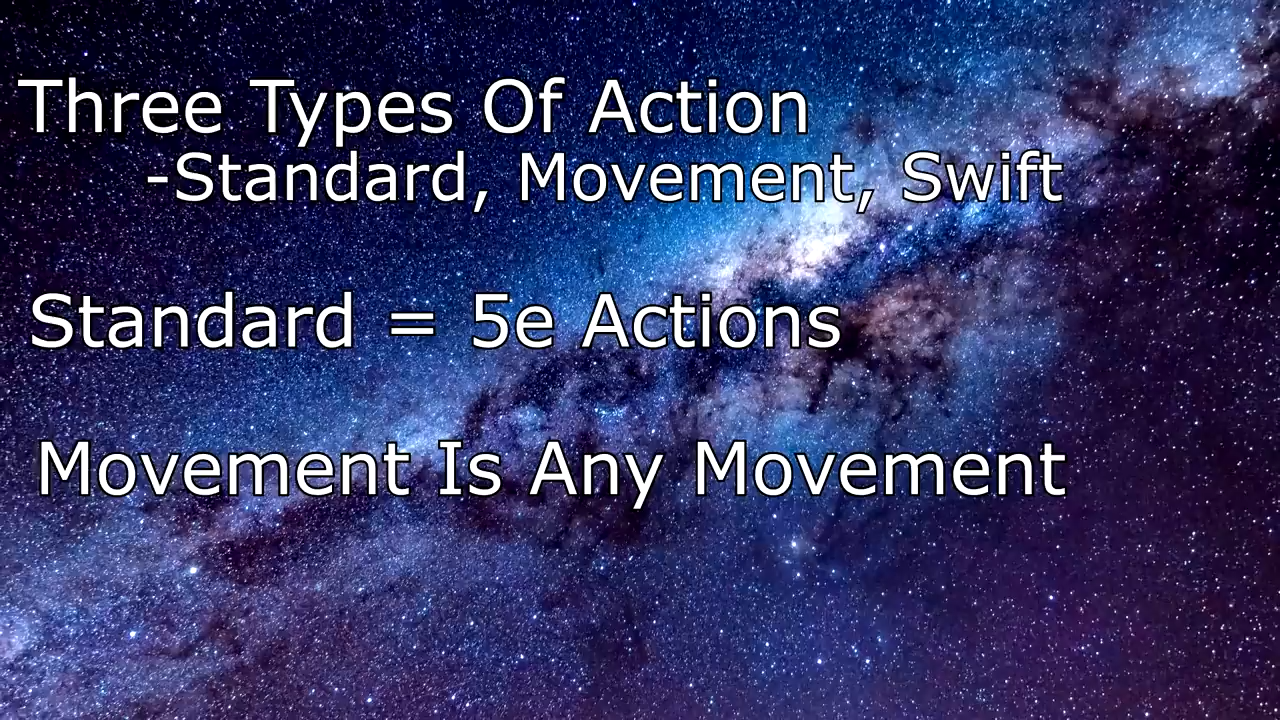 Three Types Of Action
-Standard, Movement, Swift
Standard = 5e Actions
Movement Is Any Movement